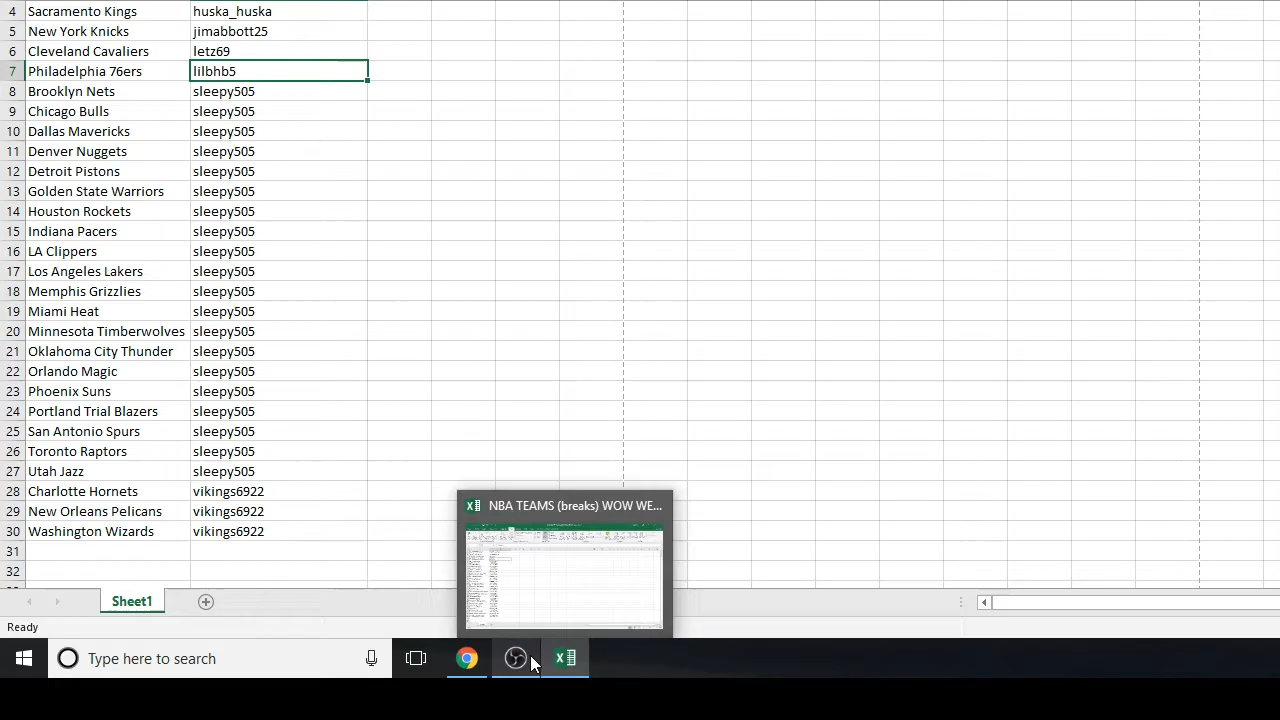 4 Sacramento Kings huska_huska
5 New York Knicks jimabbott25
6 Cleveland Cavaliers letz69
7 Philadelphia 76ers lilbhb5
8 Brooklyn Nets sleepy505
9 Chicago Bulls sleepy505
10 Dallas Mavericks sleepy505
11 Denver Nuggets sleepy505
12 Detroit Pistons sleepy505
13 Golden State Warriors sleepy505
14 Houston Rockets sleepy505
15 Indiana Pacers sleepy505
16 LA Clippers sleepy505
17 Los Angeles Lakers sleepy505
18 Memphis Grizzlies sleepy505
19 Miami Heat sleepy505
20 Minnesota Timberwolves sleepy505
21 Oklahoma City Thunder sleepy505
22 Orlando Magic sleepy505
23 Phoenix Suns sleepy505
24 Portland Trial Blazers sleepy505
25 San Antonio Spurs sleepy505
26 Toronto Raptors sleepy505
27 Utah Jazz sleepy505
28 Charlotte Hornets vikings6922
29 New Orleans Pelicans vikings6922
30 Washington Wizards vikings6922
31
32
NBA TEAMS (breaks) WOW WE...
Sheet1
Ready
Type here to search